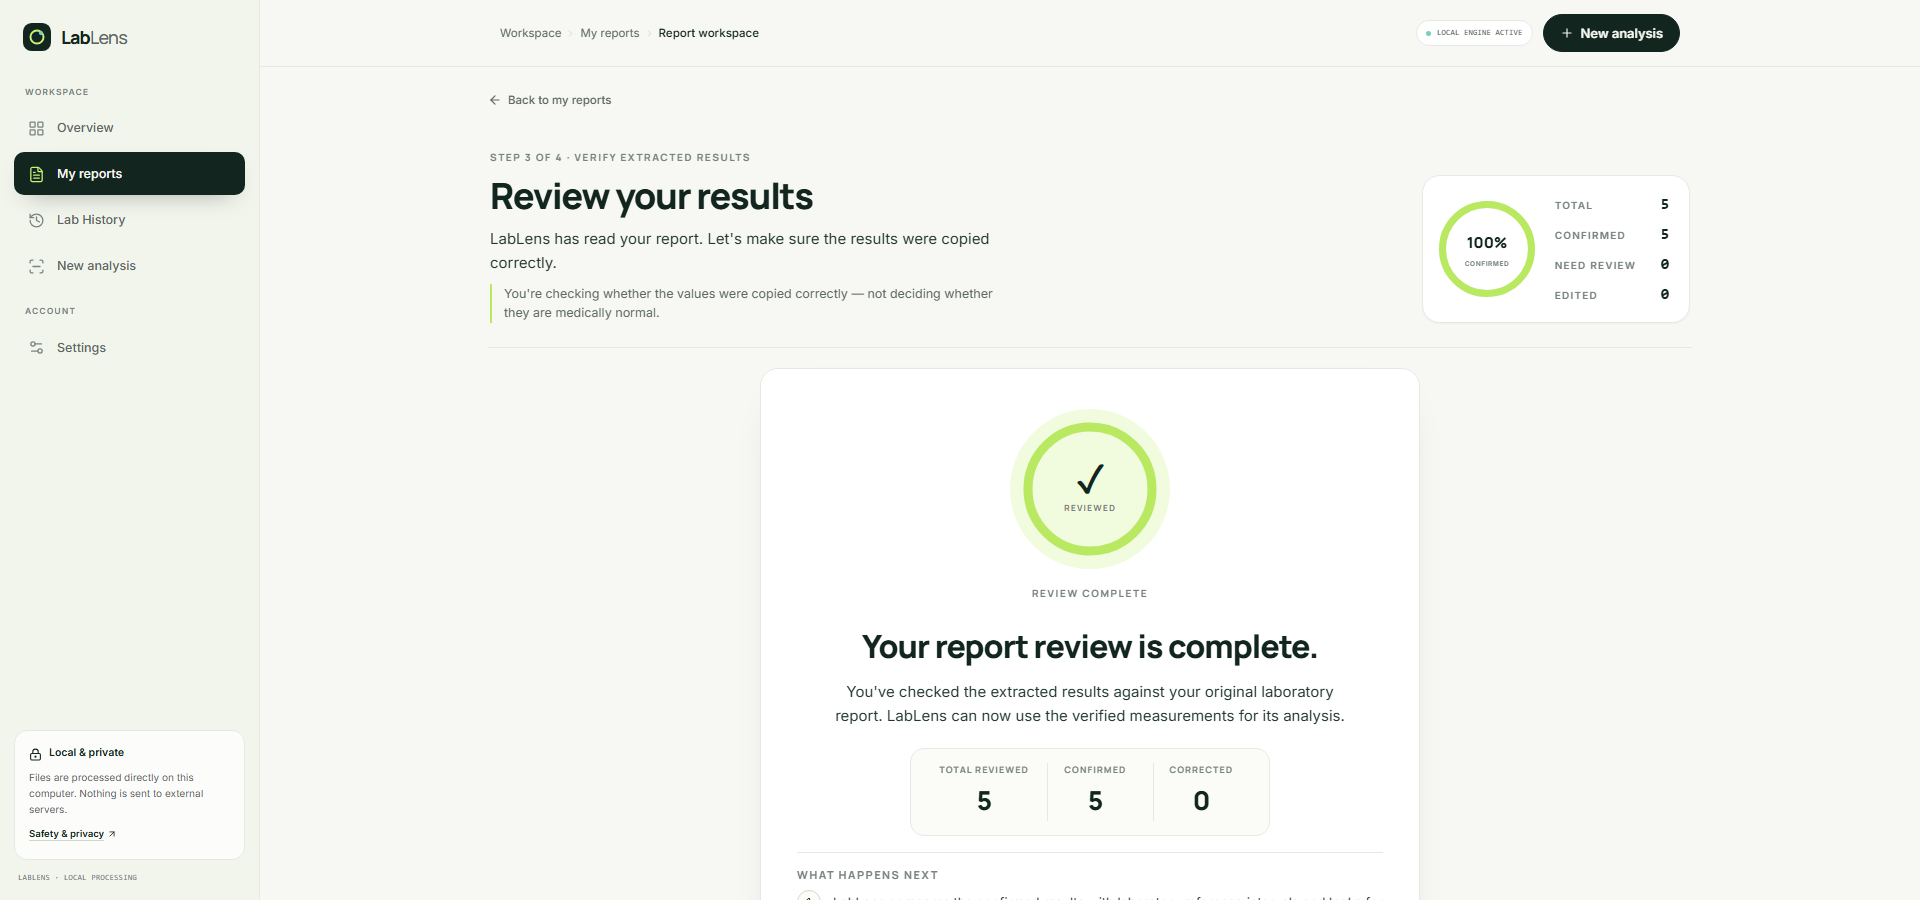 LabLens
WORKSPACE
Overview
My reports
Lab History
New analysis
ACCOUNT
Settings
Local & private
Files are processed directly on this
computer. Nothing is sent to external
servers.
Safety & privacy ↗
LABLENS · LOCAL PROCESSING
Workspace › My reports › Report workspace
LOCAL ENGINE ACTIVE
+ New analysis
← Back to my reports
STEP 3 OF 4 · VERIFY EXTRACTED RESULTS
Review your results
LabLens has read your report. Let's make sure the results were copied
correctly.
You're checking whether the values were copied correctly — not deciding whether
they are medically normal.
100%
CONFIRMED
TOTAL 5
CONFIRMED 5
NEED REVIEW 0
EDITED 0
✓
REVIEWED
REVIEW COMPLETE
Your report review is complete.
You've checked the extracted results against your original laboratory
report. LabLens can now use the verified measurements for its analysis.
TOTAL REVIEWED CONFIRMED CORRECTED
5 5 0
WHAT HAPPENS NEXT